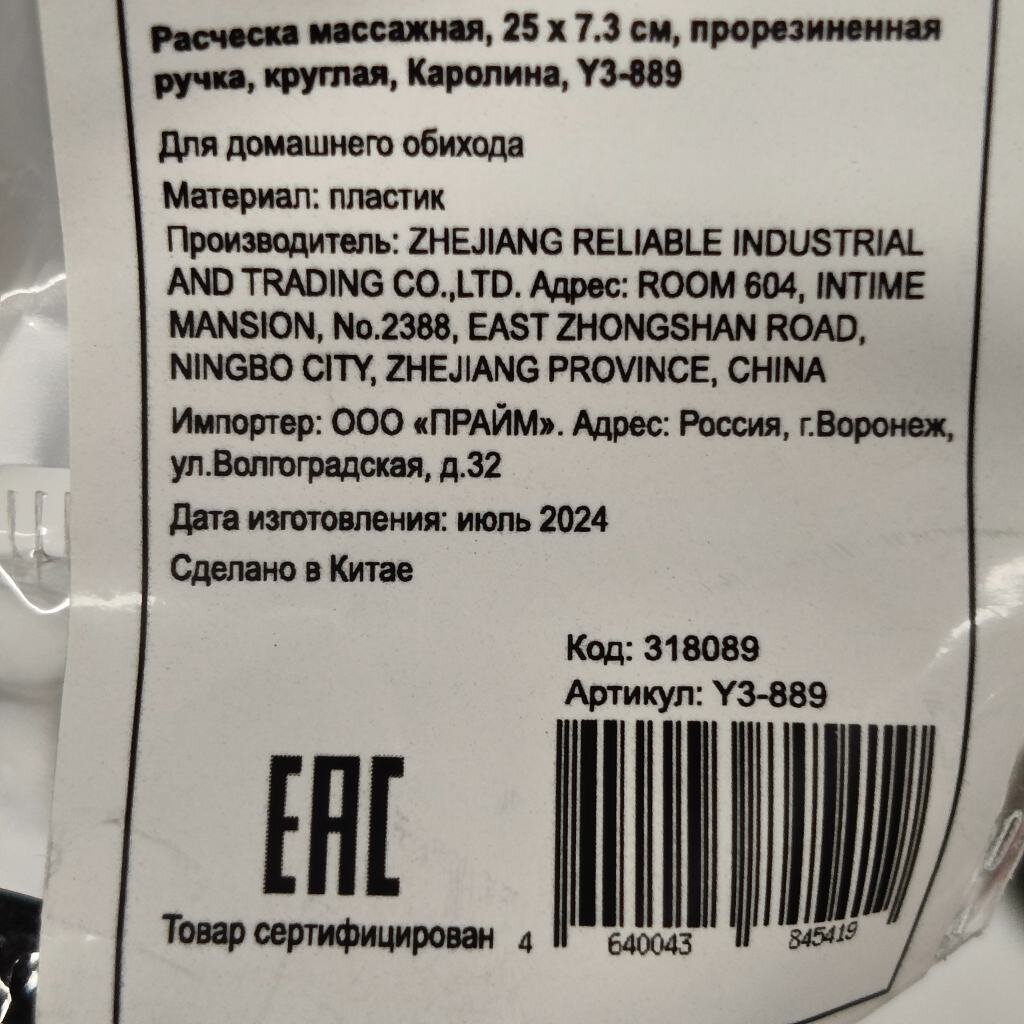 Расческа массажная, 25 x 7.3 см, прорезиненная
ручка, круглая, Каролина, Y3-889
Для домашнего обихода
Материал: пластик
Производитель: ZHEJIANG RELIABLE INDUSTRIAL
AND TRADING CO.,LTD. Адрес: ROOM 604, INTIME
MANSION, No.2388, EAST ZHONGSHAN ROAD,
NINGBO CITY, ZHEJIANG PROVINCE, CHINA
Импортер: ООО «ПРАЙМ». Адрес: Россия, г.Воронеж,
ул.Волгоградская, д.32
Дата изготовления: июль 2024
Сделано в Китае
Код: 318089
Артикул: Y3-889
EAC
Товар сертифицирован
4 640043 845419